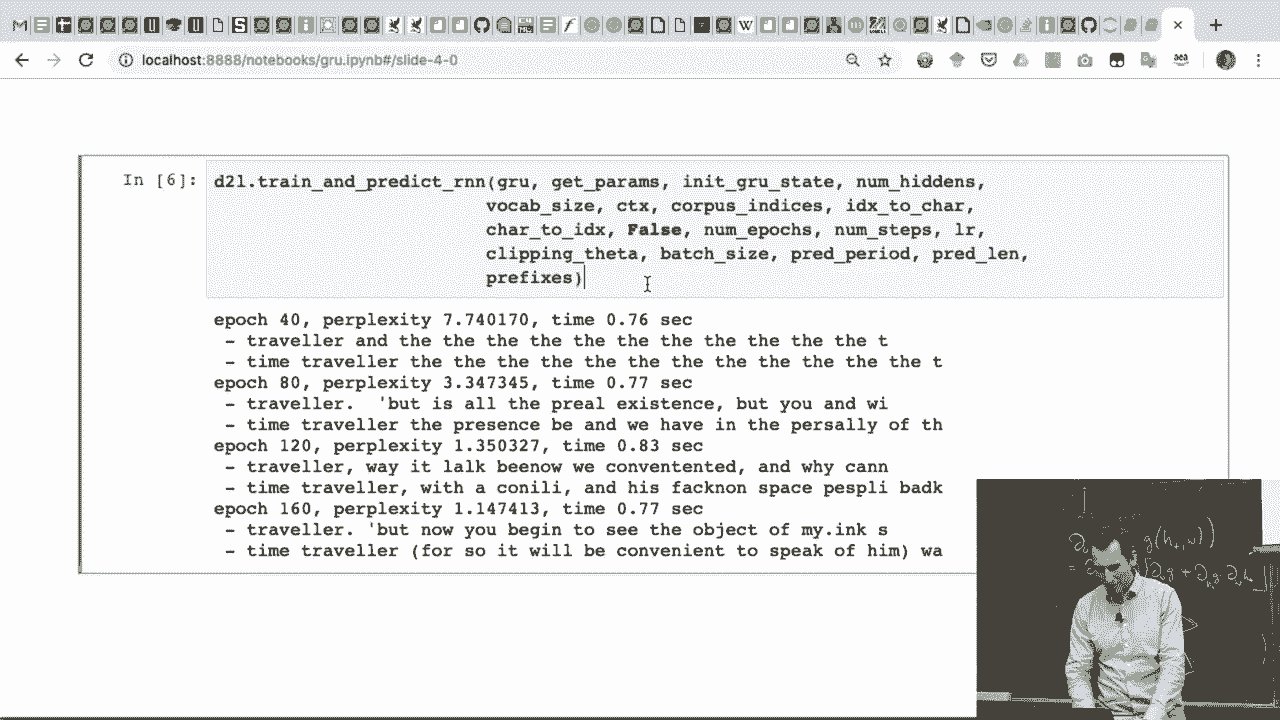 localhost:8888/notebooks/gru.ipynb#/slide-4-0
In [6]:
d2l.train_and_predict_rnn(gru, get_params, init_gru_state, num_hiddens,
vocab_size, ctx, corpus_indices, idx_to_char,
char_to_idx, False, num_epochs, num_steps, lr,
clipping_theta, batch_size, pred_period, pred_len,
prefixes)
epoch 40, perplexity 7.740170, time 0.76 sec
- traveller and the the the the the the the the the the the the t
- time traveller the the the the the the the the the the the the t
epoch 80, perplexity 3.347345, time 0.77 sec
- traveller.  'but is all the preal existence, but you and wi
- time traveller the presence be and we have in the persally of th
epoch 120, perplexity 1.350327, time 0.83 sec
- traveller, way it lalk beenow we conventented, and why cann
- time traveller, with a conili, and his facknon space pespli badk
epoch 160, perplexity 1.147413, time 0.77 sec
- traveller. 'but now you begin to see the object of my.ink s
- time traveller (for so it will be convenient to speak of him) wa
g(h_t, w)